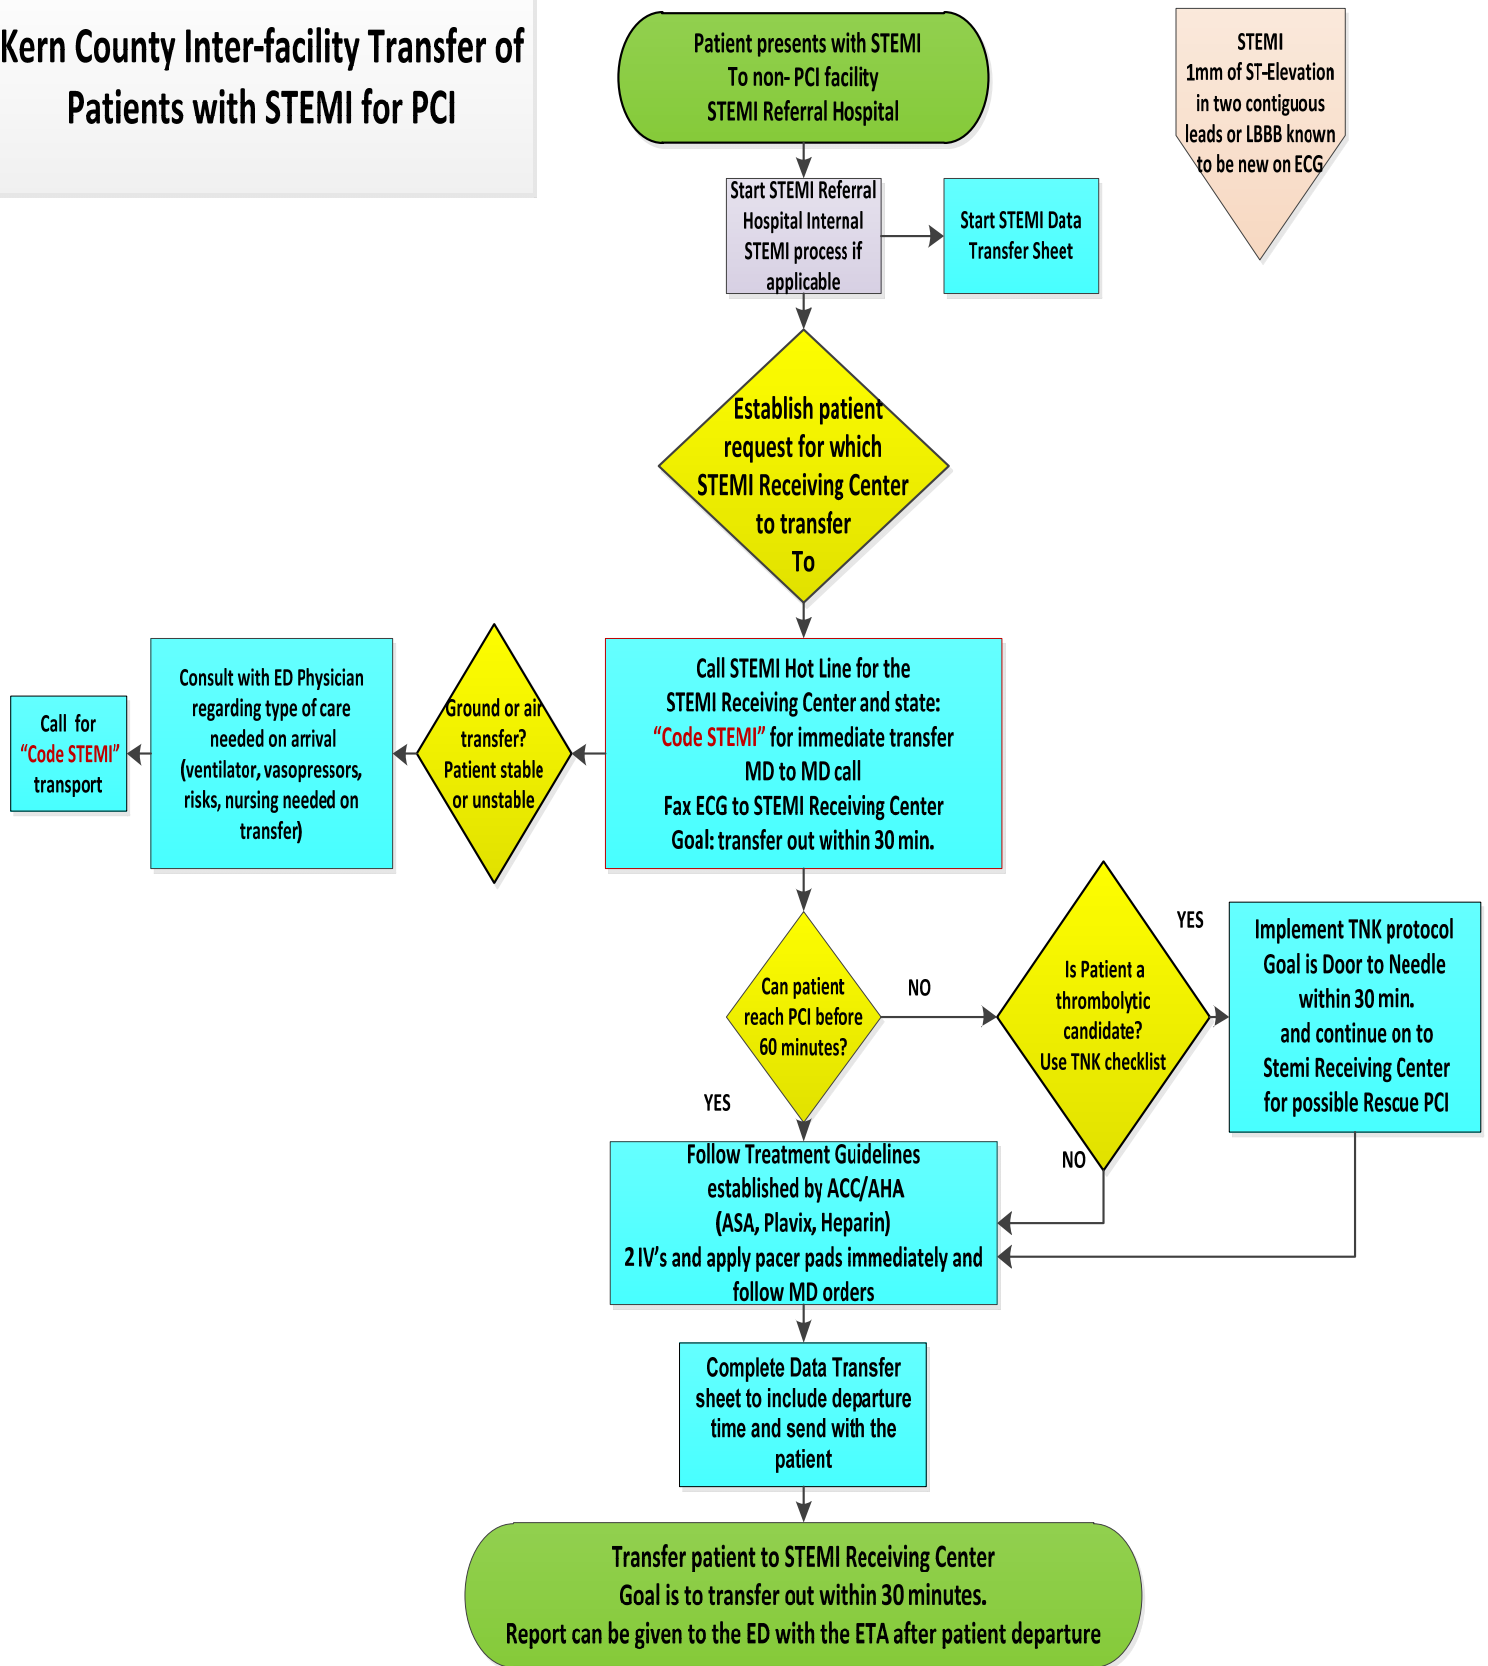 Kern County Inter-facility Transfer of
Patients with STEMI for PCI
Patient presents with STEMI
To non- PCI facility
STEMI Referral Hospital
STEMI
1mm of ST-Elevation
in two contiguous
leads or LBBB known
to be new on ECG
Start STEMI Referral
Hospital Internal
STEMI process if
applicable
Start STEMI Data
Transfer Sheet
Establish patient
request for which
STEMI Receiving Center
to transfer
To
Call STEMI Hot Line for the
STEMI Receiving Center and state:
“Code STEMI” for immediate transfer
MD to MD call
Fax ECG to STEMI Receiving Center
Goal: transfer out within 30 min.
Ground or air
transfer?
Patient stable
or unstable
Consult with ED Physician
regarding type of care
needed on arrival
(ventilator, vasopressors,
risks, nursing needed on
transfer)
Call for
“Code STEMI”
transport
Can patient
reach PCI before
60 minutes?
NO
YES
Is Patient a
thrombolytic
candidate?
Use TNK checklist
YES
NO
Implement TNK protocol
Goal is Door to Needle
within 30 min.
and continue on to
Stemi Receiving Center
for possible Rescue PCI
Follow Treatment Guidelines
established by ACC/AHA
(ASA, Plavix, Heparin)
2 IV’s and apply pacer pads immediately and
follow MD orders
Complete Data Transfer
sheet to include departure
time and send with the
patient
Transfer patient to STEMI Receiving Center
Goal is to transfer out within 30 minutes.
Report can be given to the ED with the ETA after patient departure